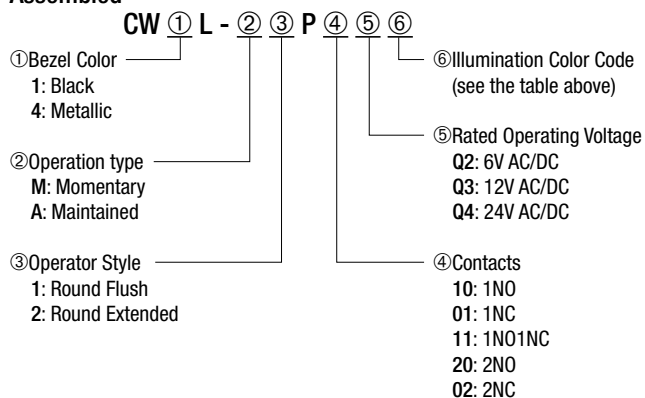 CW ① L - ② ③ P ④ ⑤ ⑥
①Bezel Color
1: Black
4: Metallic
②Operation type
M: Momentary
A: Maintained
③Operator Style
1: Round Flush
2: Round Extended
⑥Illumination Color Code
(see the table above)
⑤Rated Operating Voltage
Q2: 6V AC/DC
Q3: 12V AC/DC
Q4: 24V AC/DC
④Contacts
10: 1NO
01: 1NC
11: 1NO1NC
20: 2NO
02: 2NC